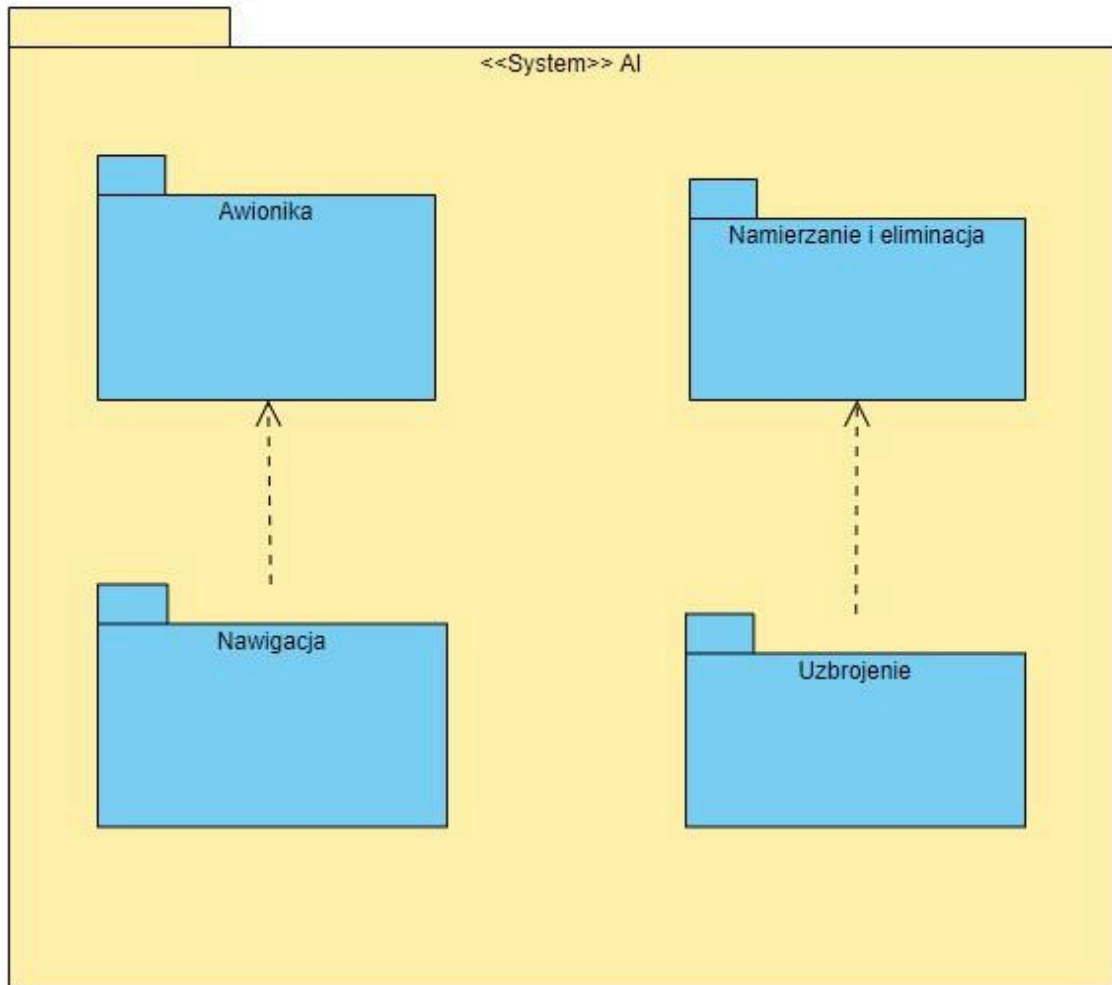 <<System>> AI
Awionika
Namierzanie i eliminacja
Nawigacja
Uzbrojenie